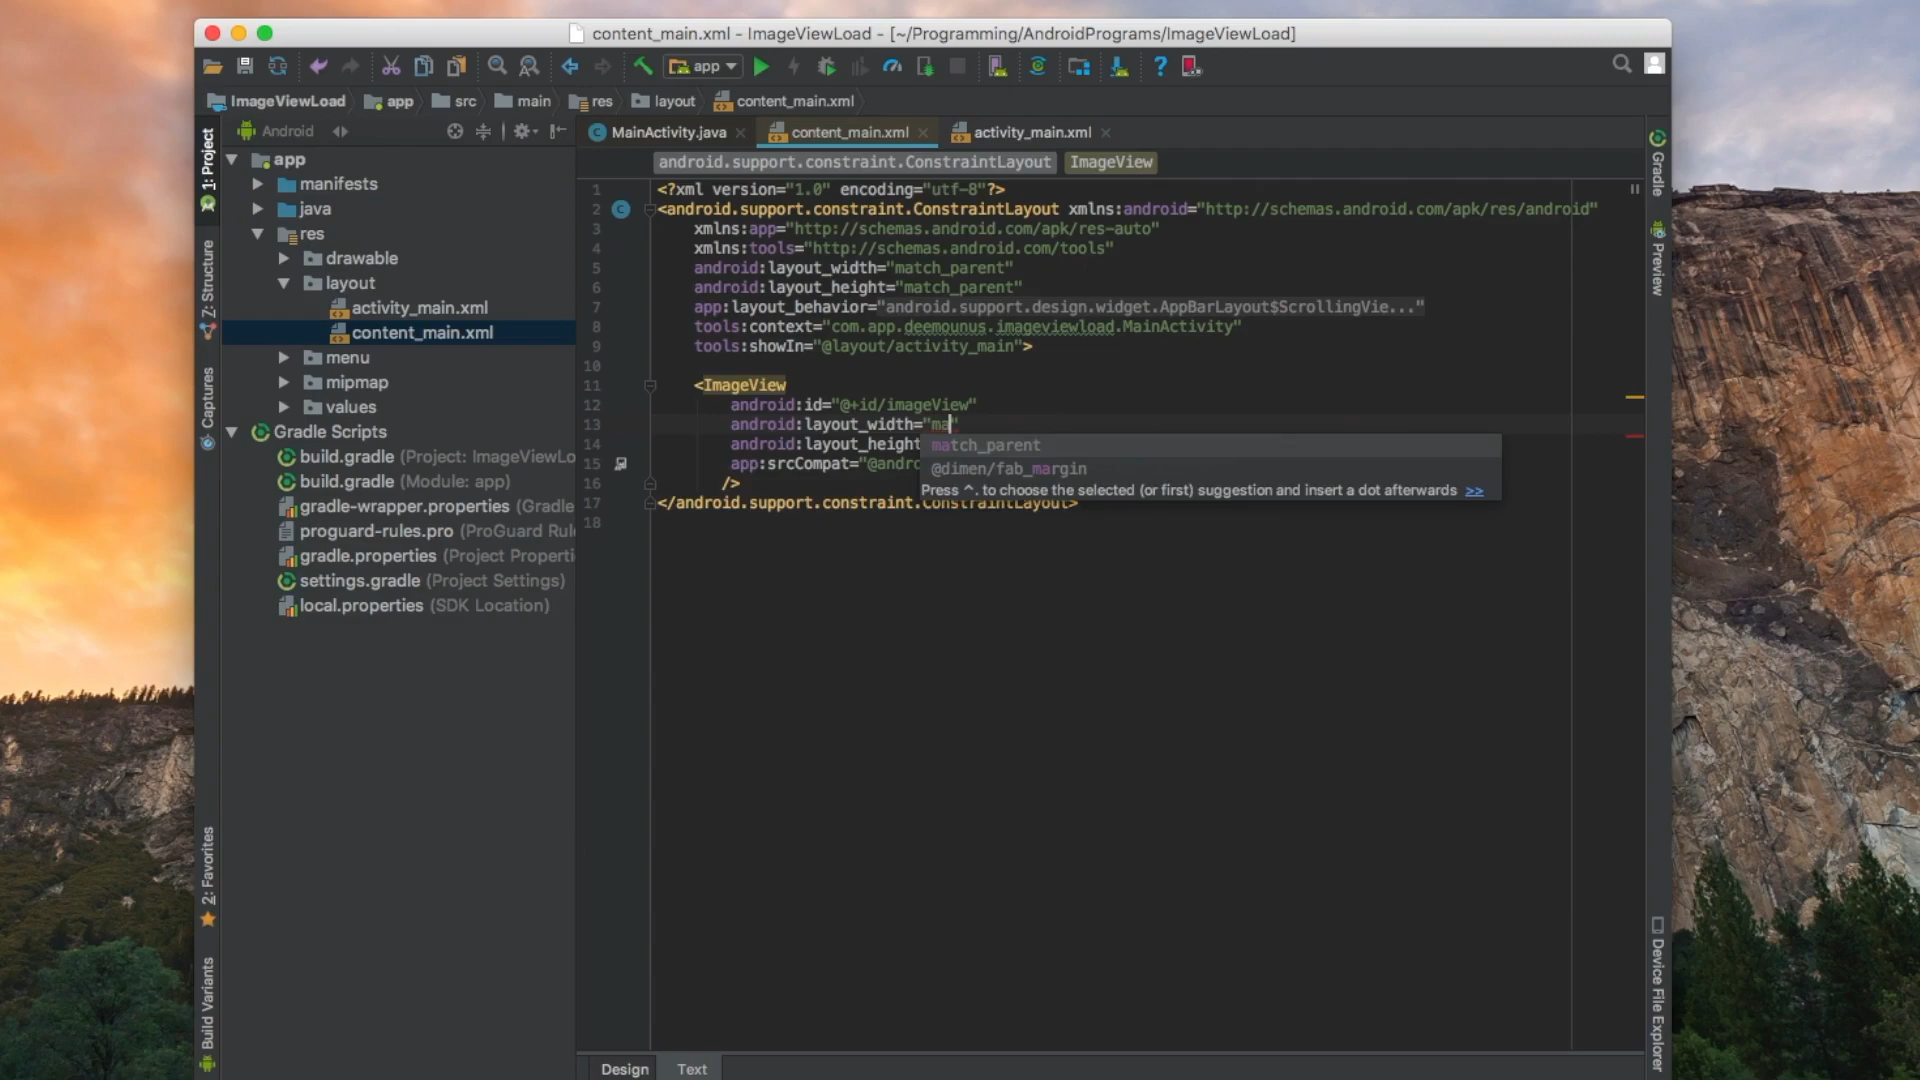 content_main.xml - ImageViewLoad - [~/Programming/AndroidPrograms/ImageViewLoad]
app
ImageViewLoad app src main res layout content_main.xml
Android
MainActivity.java content_main.xml activity_main.xml
android.support.constraint.ConstraintLayout ImageView
1: Project
Z: Structure
Captures
2: Favorites
Build Variants
app
manifests
java
res
drawable
layout
activity_main.xml
content_main.xml
menu
mipmap
values
Gradle Scripts
build.gradle (Project: ImageViewLo
build.gradle (Module: app)
gradle-wrapper.properties (Gradle
proguard-rules.pro (ProGuard Rul
gradle.properties (Project Properti
settings.gradle (Project Settings)
local.properties (SDK Location)
1 <?xml version="1.0" encoding="utf-8"?>
2 <android.support.constraint.ConstraintLayout xmlns:android="http://schemas.android.com/apk/res/android"
3 xmlns:app="http://schemas.android.com/apk/res-auto"
4 xmlns:tools="http://schemas.android.com/tools"
5 android:layout_width="match_parent"
6 android:layout_height="match_parent"
7 app:layout_behavior="android.support.design.widget.AppBarLayout$ScrollingVie..."
8 tools:context="com.app.deemounus.imageviewload.MainActivity"
9 tools:showIn="@layout/activity_main">
10
11 <ImageView
12 android:id="@+id/imageView"
13 android:layout_width="ma"
14 android:layout_height
15 app:srcCompat="@andro
16 />
17 </android.support.constraint.ConstraintLayout>
18
match_parent
@dimen/fab_margin
Press ^. to choose the selected (or first) suggestion and insert a dot afterwards >>
Design Text
Gradle
Preview
Device File Explorer